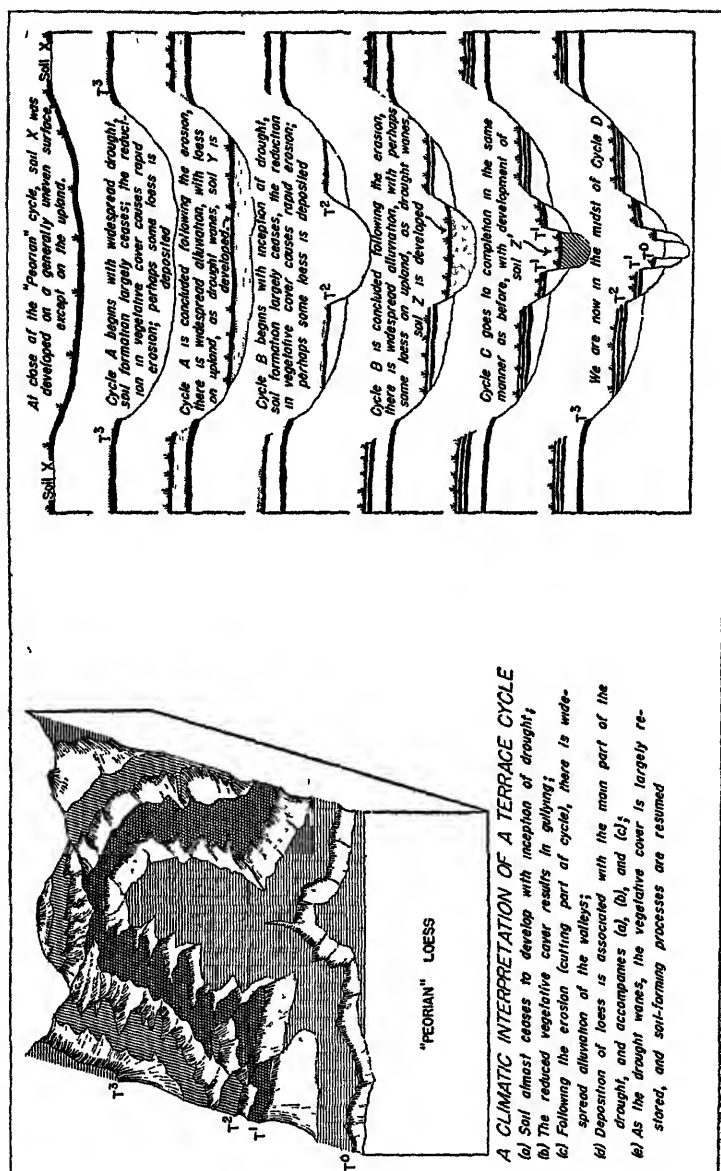 T³
T²
T¹
T⁰
"PEORIAN" LOESS
A CLIMATIC INTERPRETATION OF A TERRACE CYCLE
(a) Soil almost ceases to develop with inception of drought;
(b) The reduced vegetative cover results in gullying;
(c) Following the erosion (cutting part of cycle), there is wide-
spread alluviation of the valleys;
(d) Deposition of loess is associated with the main part of the
drought, and accompanies (a), (b), and (c);
(e) As the drought wanes, the vegetative cover is largely re-
stored, and soil-forming processes are resumed
Soil X
Soil X
At close of the "Peorian" cycle, soil X was
developed on a generally uneven surface,
except on the upland.
T³
T³
Cycle A begins with widespread drought,
soil formation largely ceases; the reduct-
ion in vegetative cover causes rapid
erosion; perhaps some loess is
deposited
Cycle A is concluded following the erosion,
there is widespread alluviation, with loess
on upland, as drought wanes, soil Y is
developed
Cycle B begins with inception of drought,
soil formation largely ceases, the reduction
in vegetative cover causes rapid erosion;
perhaps some loess is deposited
T²
T²
Cycle B is concluded following the erosion,
there is widespread alluviation, with perhaps
some loess on upland, as drought wanes,
soil Z is developed
Cycle C goes to completion in the same
manner as before, with development of
soil Z'
T¹
T¹
We are now in the midst of Cycle D
T³
T²
T¹
T⁰